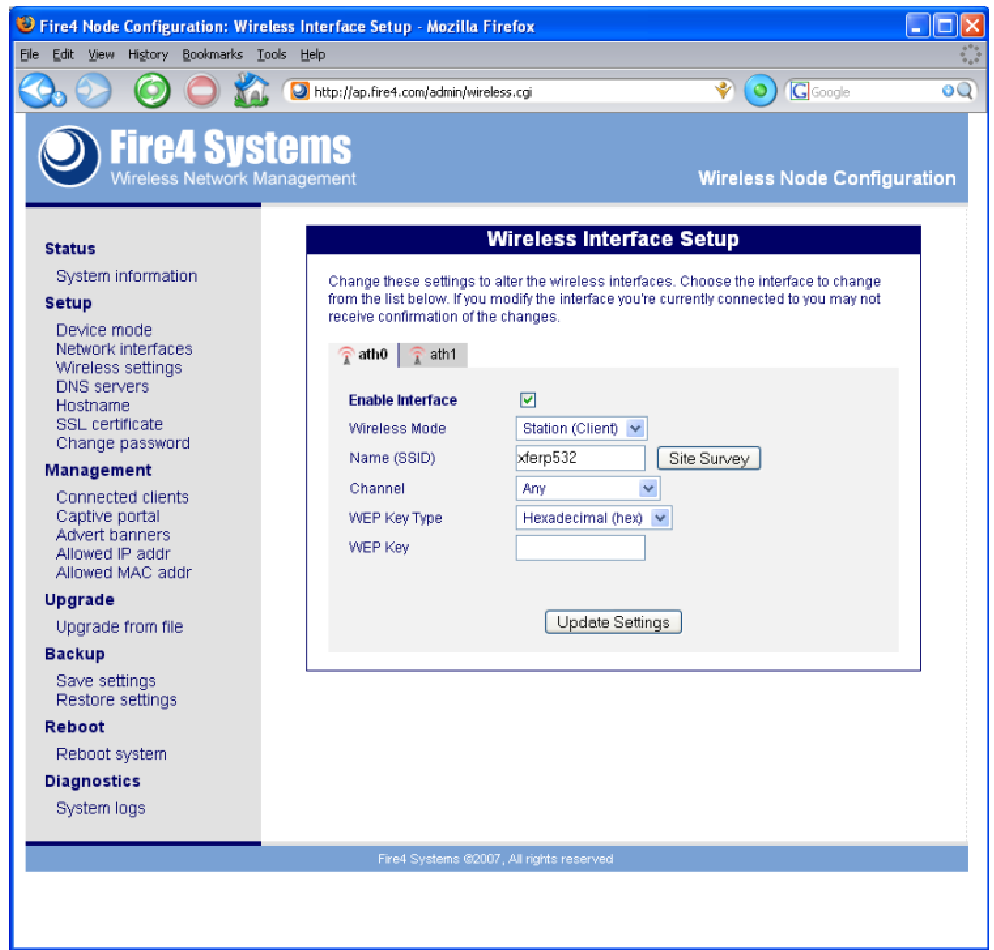 Fire4 Node Configuration: Wireless Interface Setup - Mozilla Firefox
File Edit View History Bookmarks Tools Help
http://ap.fire4.com/admin/wireless.cgi
G Google
Fire4 Systems
Wireless Network Management
Wireless Node Configuration
Status
System information
Setup
Device mode
Network interfaces
Wireless settings
DNS servers
Hostname
SSL certificate
Change password
Management
Connected clients
Captive portal
Advert banners
Allowed IP addr
Allowed MAC addr
Upgrade
Upgrade from file
Backup
Save settings
Restore settings
Reboot
Reboot system
Diagnostics
System logs
Wireless Interface Setup
Change these settings to alter the wireless interfaces. Choose the interface to change
from the list below. If you modify the interface you're currently connected to you may not
receive confirmation of the changes.
ath0 ath1
Enable Interface
Wireless Mode Station (Client)
Name (SSID) xferp532 Site Survey
Channel Any
WEP Key Type Hexadecimal (hex)
WEP Key
Update Settings
Fire4 Systems ©2007, All rights reserved